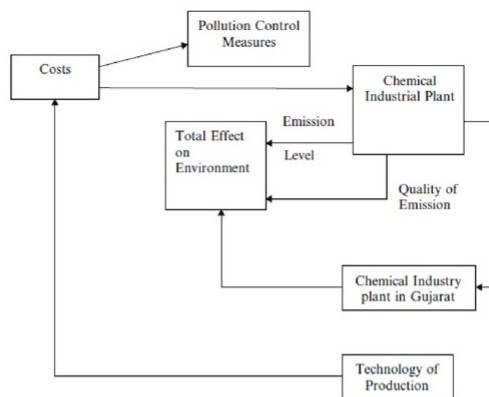 Pollution Control
Measures
Costs
Chemical
Industrial Plant
Emission
Level
Total Effect
on
Environment
Quality of
Emission
Chemical Industry
plant in Gujarat
Technology of
Production